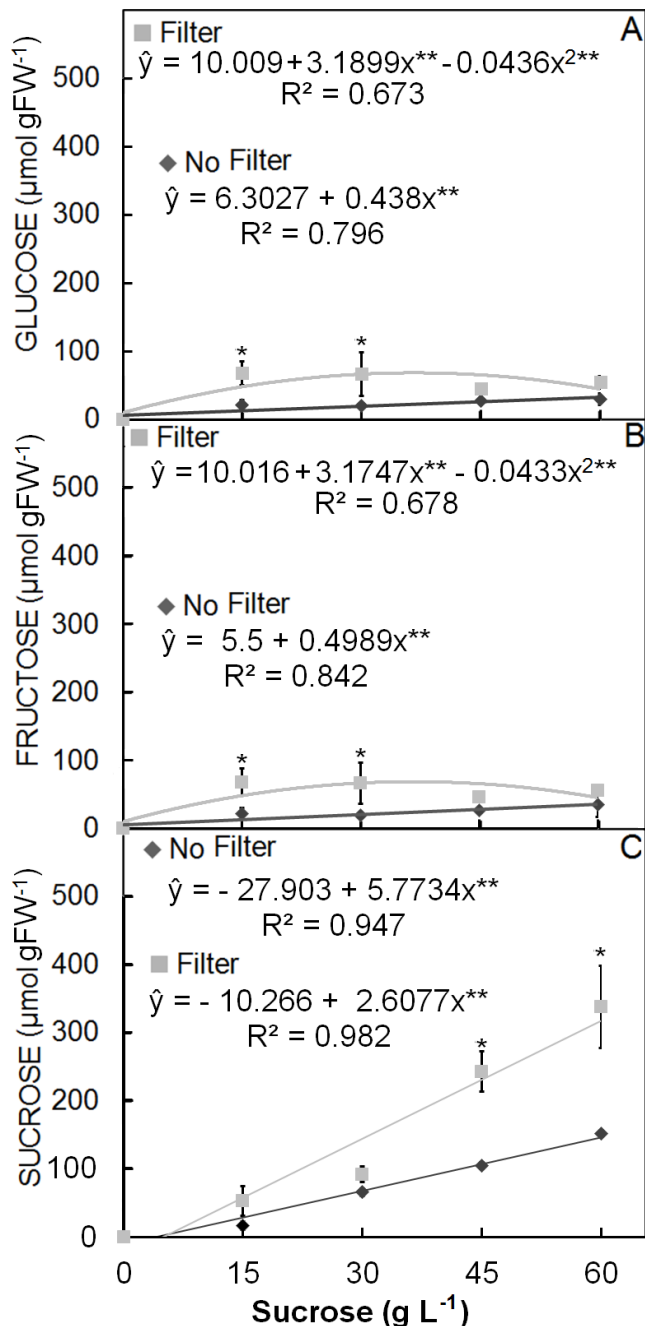 Filter
A
ŷ = 10.009+3.1899x** - 0.0436x²**
R² = 0.673
No Filter
ŷ = 6.3027 + 0.438x**
R² = 0.796
GLUCOSE (µmol gFW⁻¹)
500
400
300
200
100
0
*
*
Filter
B
ŷ = 10.016+3.1747x** - 0.0433x²**
R² = 0.678
No Filter
ŷ = 5.5 + 0.4989x**
R² = 0.842
FRUCTOSE (µmol gFW⁻¹)
500
400
300
200
100
0
*
*
No Filter
C
ŷ = - 27.903 + 5.7734x**
R² = 0.947
Filter
ŷ = - 10.266 + 2.6077x**
R² = 0.982
SUCROSE (µmol gFW⁻¹)
500
400
300
200
100
0
*
*
0 15 30 45 60
Sucrose (g L⁻¹)